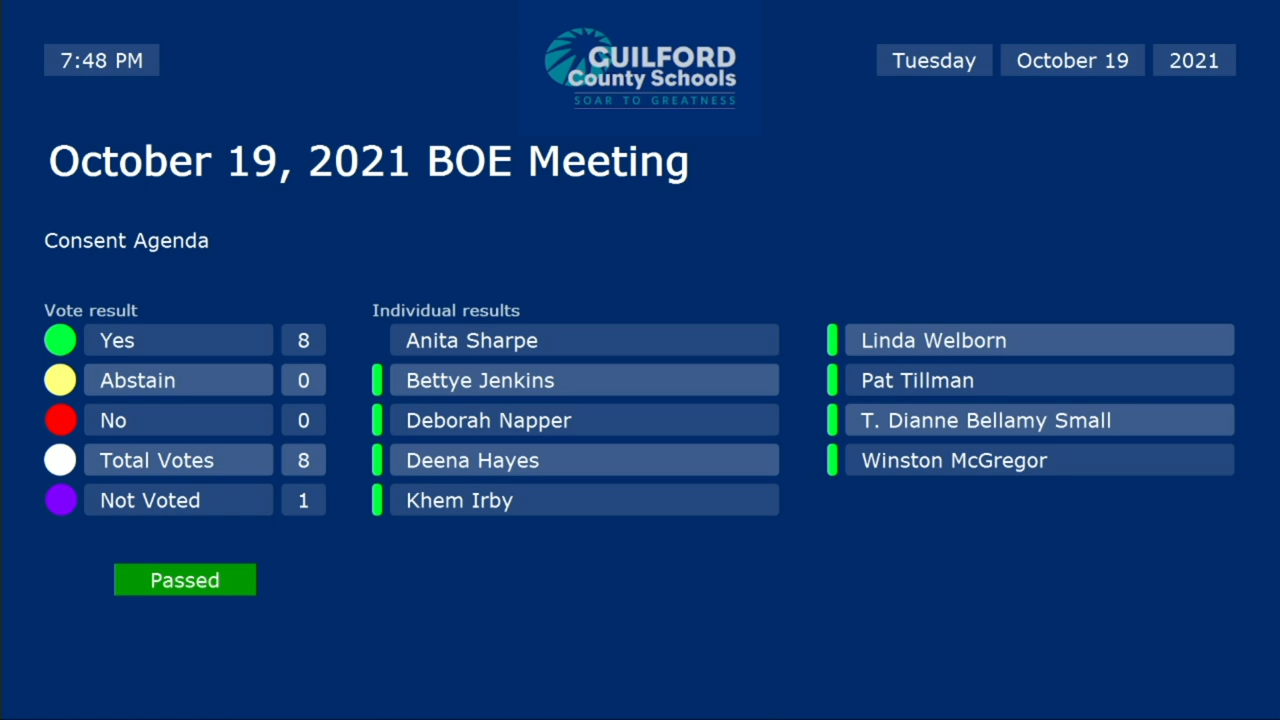 7:48 PM
GUILFORD
County Schools
SOAR TO GREATNESS
Tuesday October 19 2021
October 19, 2021 BOE Meeting
Consent Agenda
Vote result
Yes 8
Abstain 0
No 0
Total Votes 8
Not Voted 1
Passed
Individual results
Anita Sharpe
Bettye Jenkins
Deborah Napper
Deena Hayes
Khem Irby
Linda Welborn
Pat Tillman
T. Dianne Bellamy Small
Winston McGregor